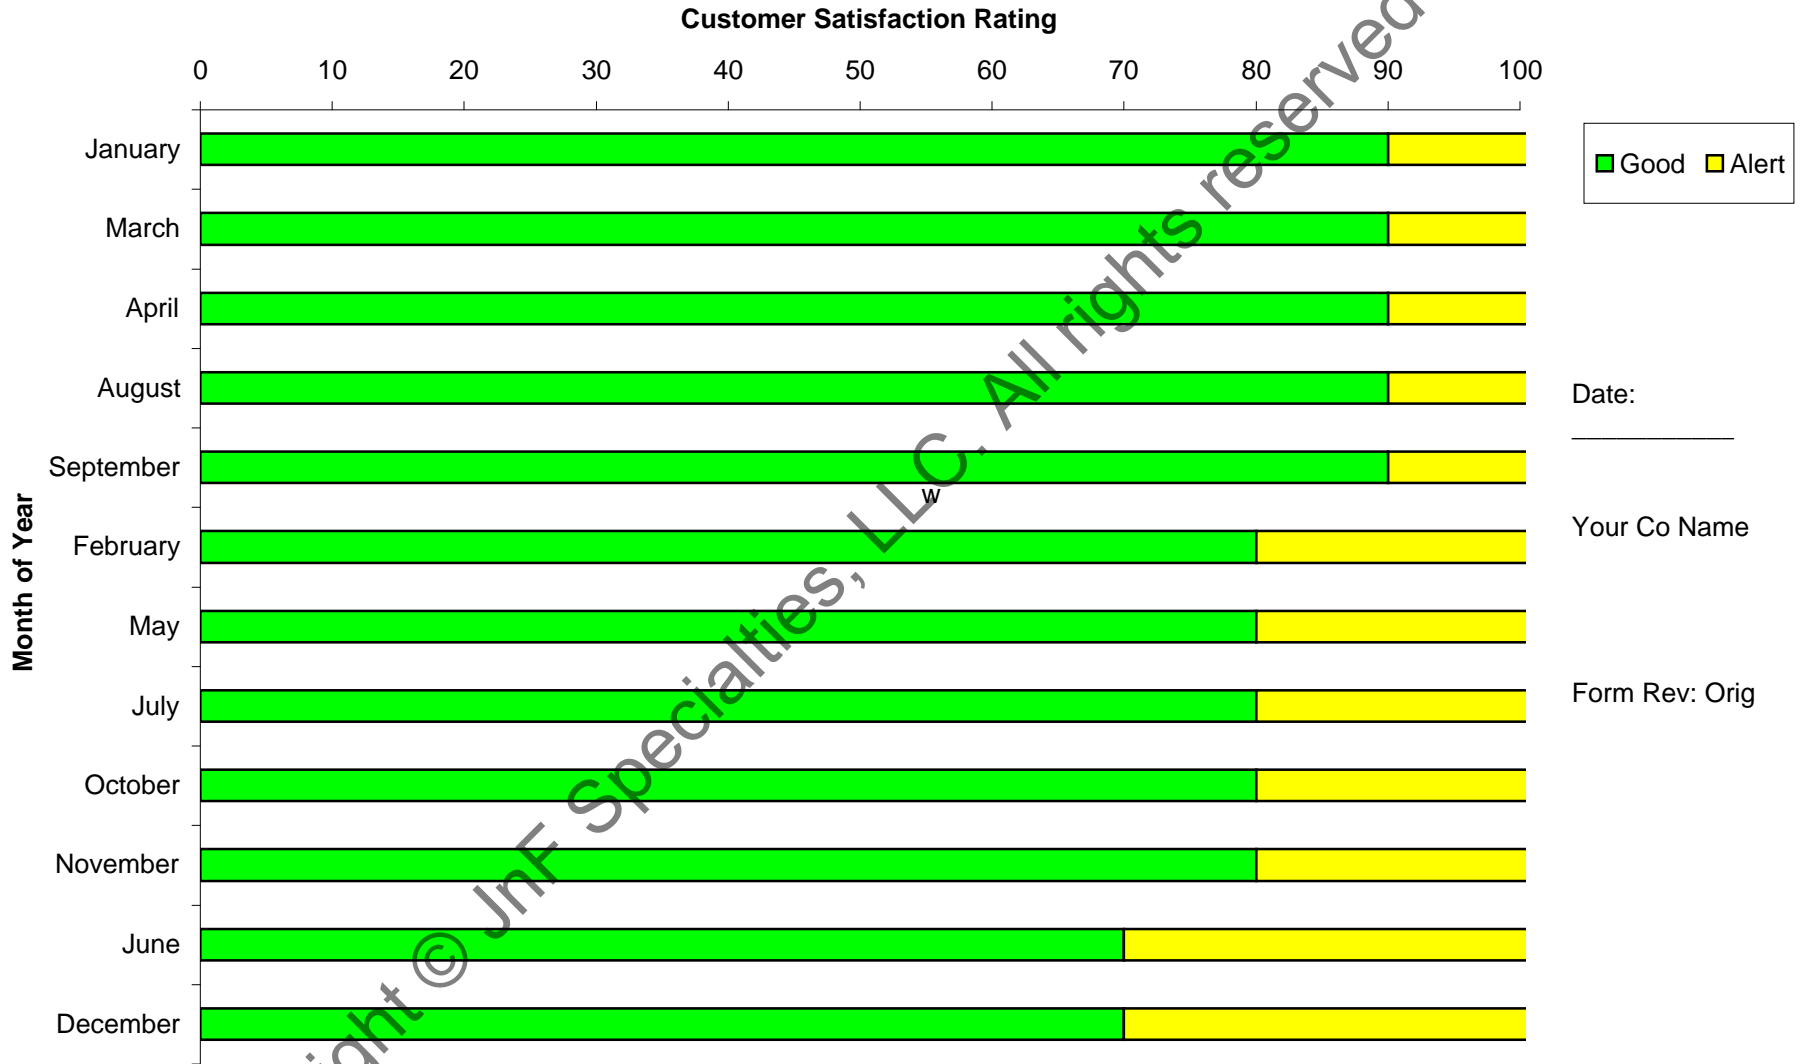 Customer Satisfaction Rating
0 10 20 30 40 50 60 70 80 90 100
Month of Year
January
March
April
August
September
February
May
July
October
November
June
December
Good Alert
Date:
___________
Your Co Name
Form Rev: Orig
w
ight © JnF Specialties, LLC. All rights reserved